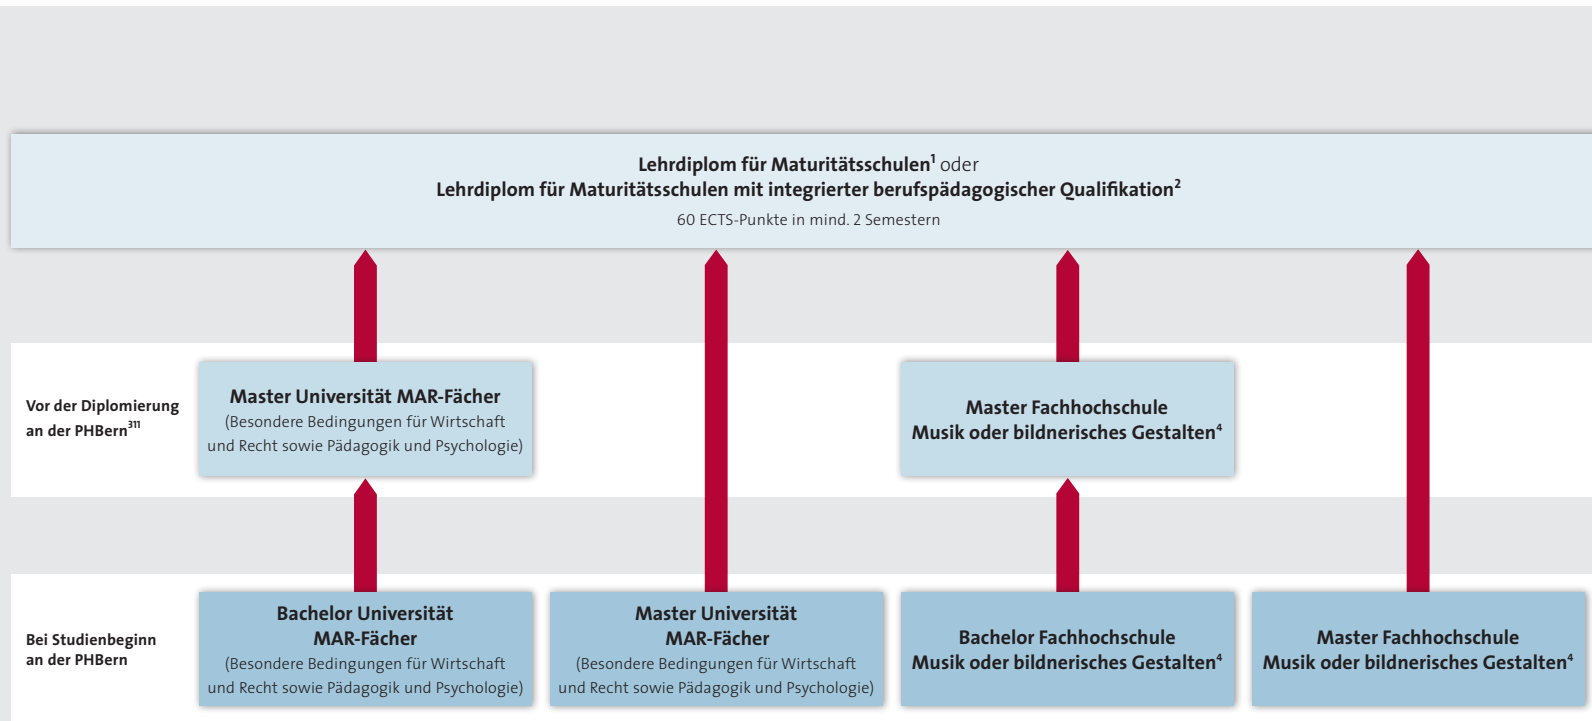 Lehrdiplom für Maturitätsschulen¹ oder
Lehrdiplom für Maturitätsschulen mit integrierter berufspädagogischer Qualifikation²
60 ECTS-Punkte in mind. 2 Semestern
Vor der Diplomierung
an der PHBern³¹¹
Master Universität MAR-Fächer
(Besondere Bedingungen für Wirtschaft
und Recht sowie Pädagogik und Psychologie)
Master Fachhochschule
Musik oder bildnerisches Gestalten⁴
Bei Studienbeginn
an der PHBern
Bachelor Universität
MAR-Fächer
(Besondere Bedingungen für Wirtschaft
und Recht sowie Pädagogik und Psychologie)
Master Universität
MAR-Fächer
(Besondere Bedingungen für Wirtschaft
und Recht sowie Pädagogik und Psychologie)
Bachelor Fachhochschule
Musik oder bildnerisches Gestalten⁴
Master Fachhochschule
Musik oder bildnerisches Gestalten⁴